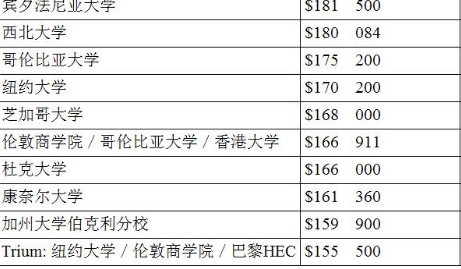 宾夕法尼亚大学 $181 500
西北大学 $180 084
哥伦比亚大学 $175 200
纽约大学 $170 200
芝加哥大学 $168 000
伦敦商学院 / 哥伦比亚大学 / 香港大学 $166 911
杜克大学 $166 000
康奈尔大学 $161 360
加州大学伯克利分校 $159 900
Trium: 纽约大学 / 伦敦商学院 / 巴黎HEC $155 500